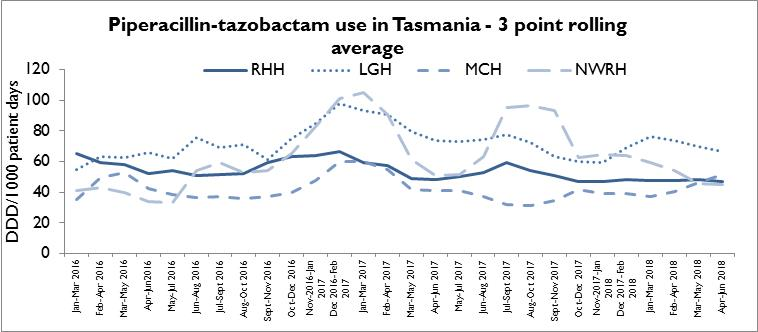 Piperacillin-tazobactam use in Tasmania - 3 point rolling
average
RHH LGH MCH NWRH
DDD/1000 patient days
120
100
80
60
40
20
0
Jan-Mar 2016
Feb-Apr 2016
Mar-May 2016
Apr-Jun 2016
May-Jul 2016
Jun-Aug 2016
Jul-Sept 2016
Aug-Oct 2016
Sept-Nov 2016
Oct-Dec 2016
Nov-2016-Jan
2017
Dec 2016-Feb
2017
Jan-Mar 2017
Feb-Apr 2017
Mar-May 2017
Apr-Jun 2017
May-Jul 2017
Jun-Aug 2017
Jul-Sept 2017
Aug-Oct 2017
Sept-Nov 2017
Oct-Dec 2017
Nov-2017-Jan
2018
Dec 2017-Feb
2018
Jan-Mar 2018
Feb-Apr 2018
Mar-May 2018
Apr-Jun 2018